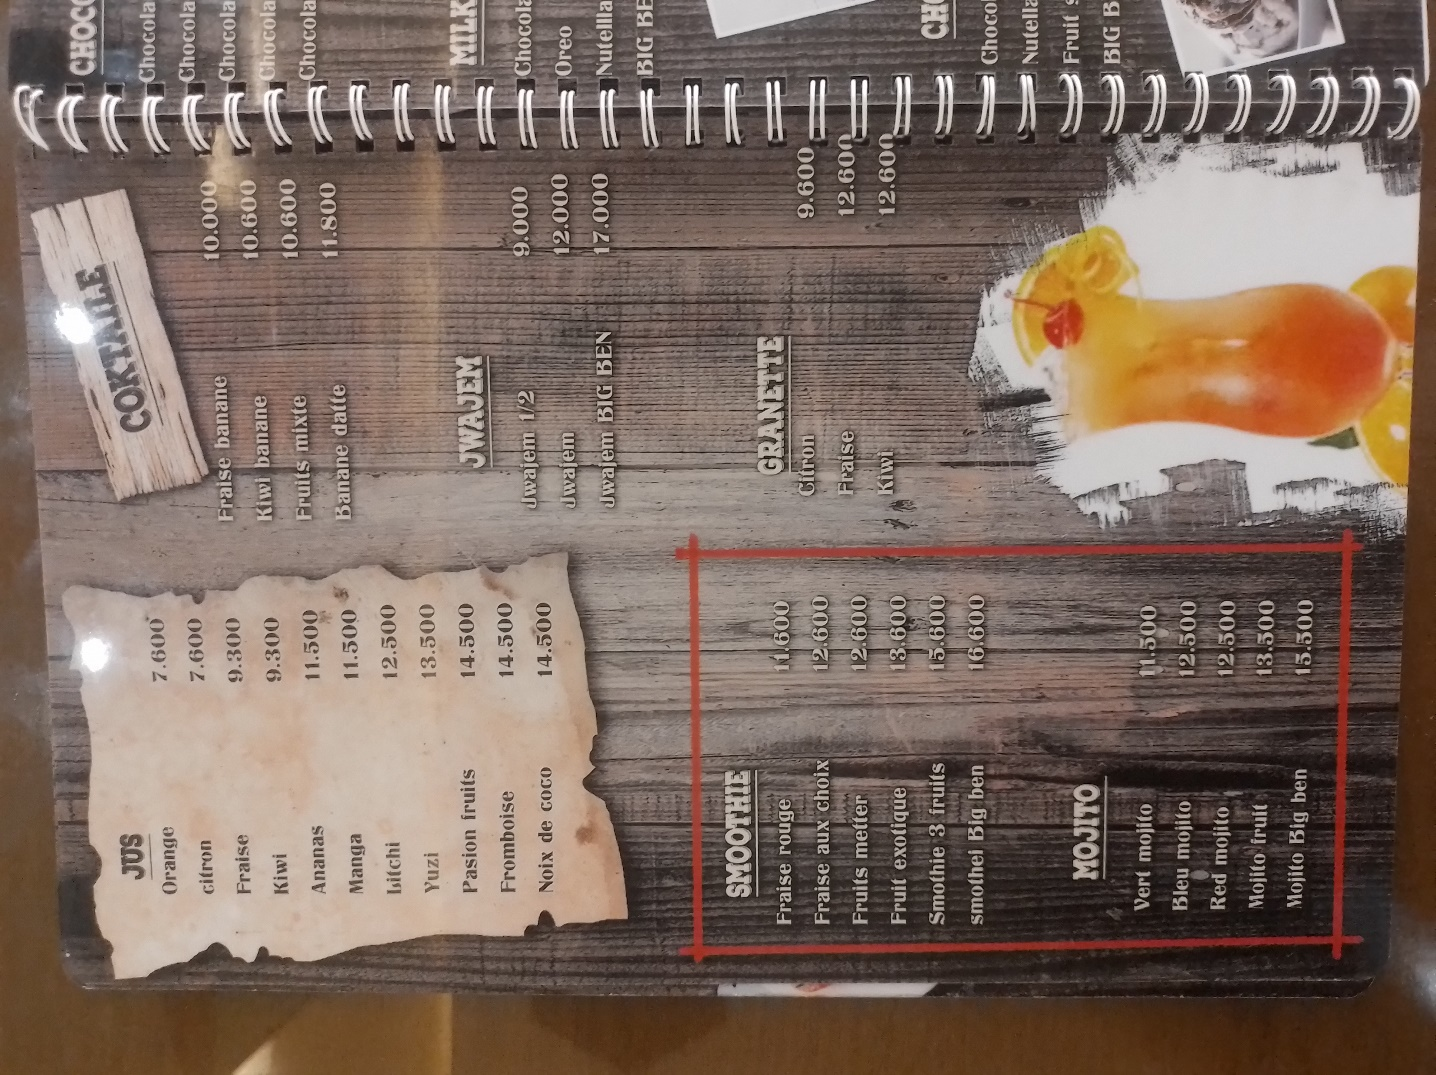 JUS
Orange 7.600
citron 7.600
Fraise 9.300
Kiwi 9.300
Ananas 11.500
Manga 11.500
Litchi 12.500
Yuzi 13.500
Pasion fruits 14.500
Fromboise 14.500
Noix de coco 14.500
SMOOTHIE
Fraise rouge 11.600
Fraise aux choix 12.600
Fruits metter 12.600
Fruit exotique 13.600
Smothie 3 fruits 15.600
smothei Big ben 16.600
MOJITO
Vert mojito 11.500
Bleu mojito 12.500
Red mojito 12.500
Mojito fruit 13.500
Mojito Big ben 15.500
COKTAILE
Fraise banane 10.000
Kiwi banane 10.600
Fruits mixte 10.600
Banane datte 11.800
JWAJEM
Jwajem 1/2 9.000
Jwajem 12.000
Jwajem BIG BEN 17.000
GRANETTE
Citron 9.600
Fraise 12.600
Kiwi 12.600
CHOCO
Chocola
Chocola
Chocola
Chocola
Chocola
MILK
Chocola
Oreo
Nutellla
BIG BE
CHO
Chocol
Nutella
Fruit s
BIG B